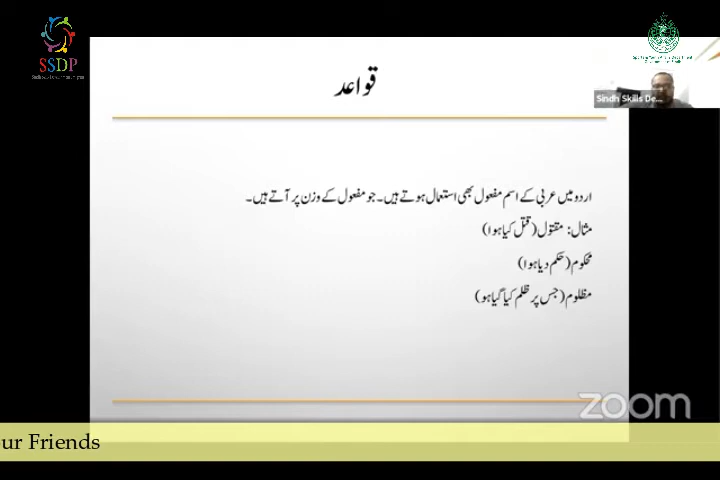 SSDP
Sindh Skills De...
قواعد
اردو میں عربی کے اسم مفعول بھی استعمال ہوتے ہیں۔ جو مفعول کے وزن پر آتے ہیں۔
مثال: مقتول (قتل کیا ہوا)
محکوم (حکم دیا ہوا)
مظلوم (جس پر ظلم کیا گیا ہو)
zoom
ur Friends